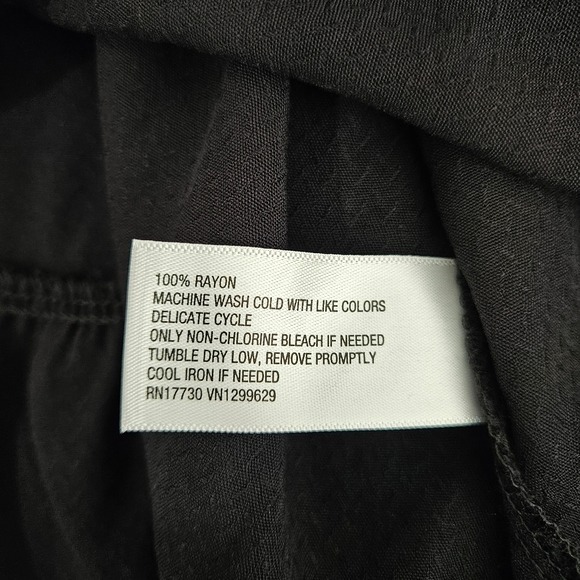 100% RAYON
MACHINE WASH COLD WITH LIKE COLORS
DELICATE CYCLE
ONLY NON-CHLORINE BLEACH IF NEEDED
TUMBLE DRY LOW, REMOVE PROMPTLY
COOL IRON IF NEEDED
RN17730 VN1299629